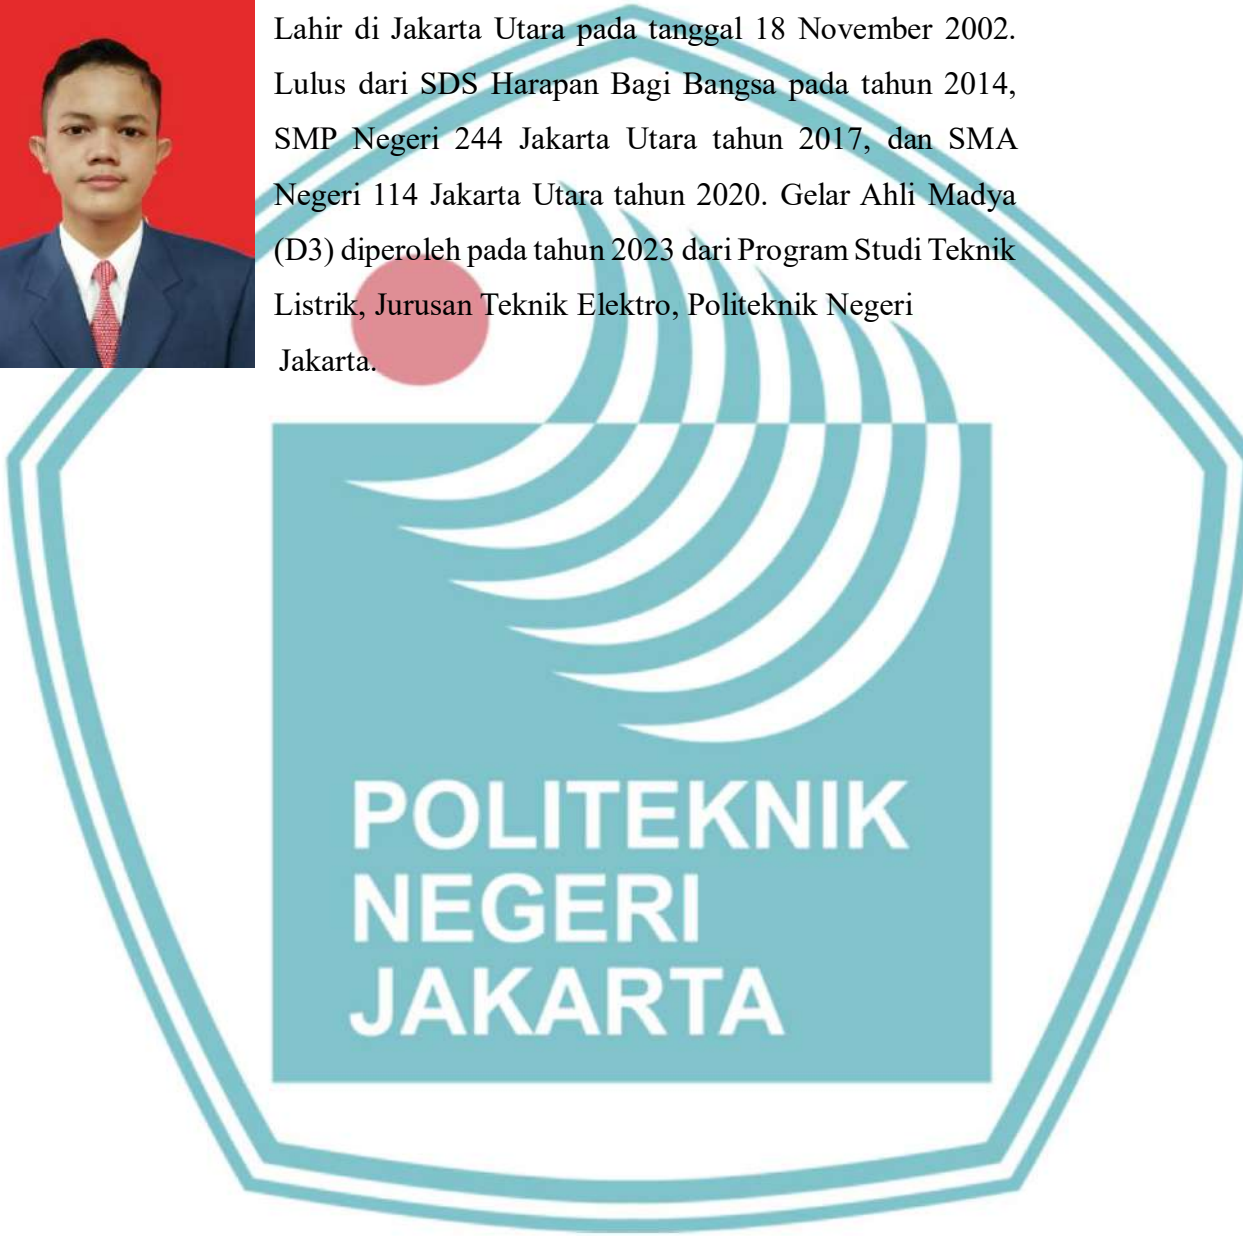 Lahir di Jakarta Utara pada tanggal 18 November 2002.
Lulus dari SDS Harapan Bagi Bangsa pada tahun 2014,
SMP Negeri 244 Jakarta Utara tahun 2017, dan SMA
Negeri 114 Jakarta Utara tahun 2020. Gelar Ahli Madya
(D3) diperoleh pada tahun 2023 dari Program Studi Teknik
Listrik, Jurusan Teknik Elektro, Politeknik Negeri
Jakarta.
POLITEKNIK
NEGERI
JAKARTA